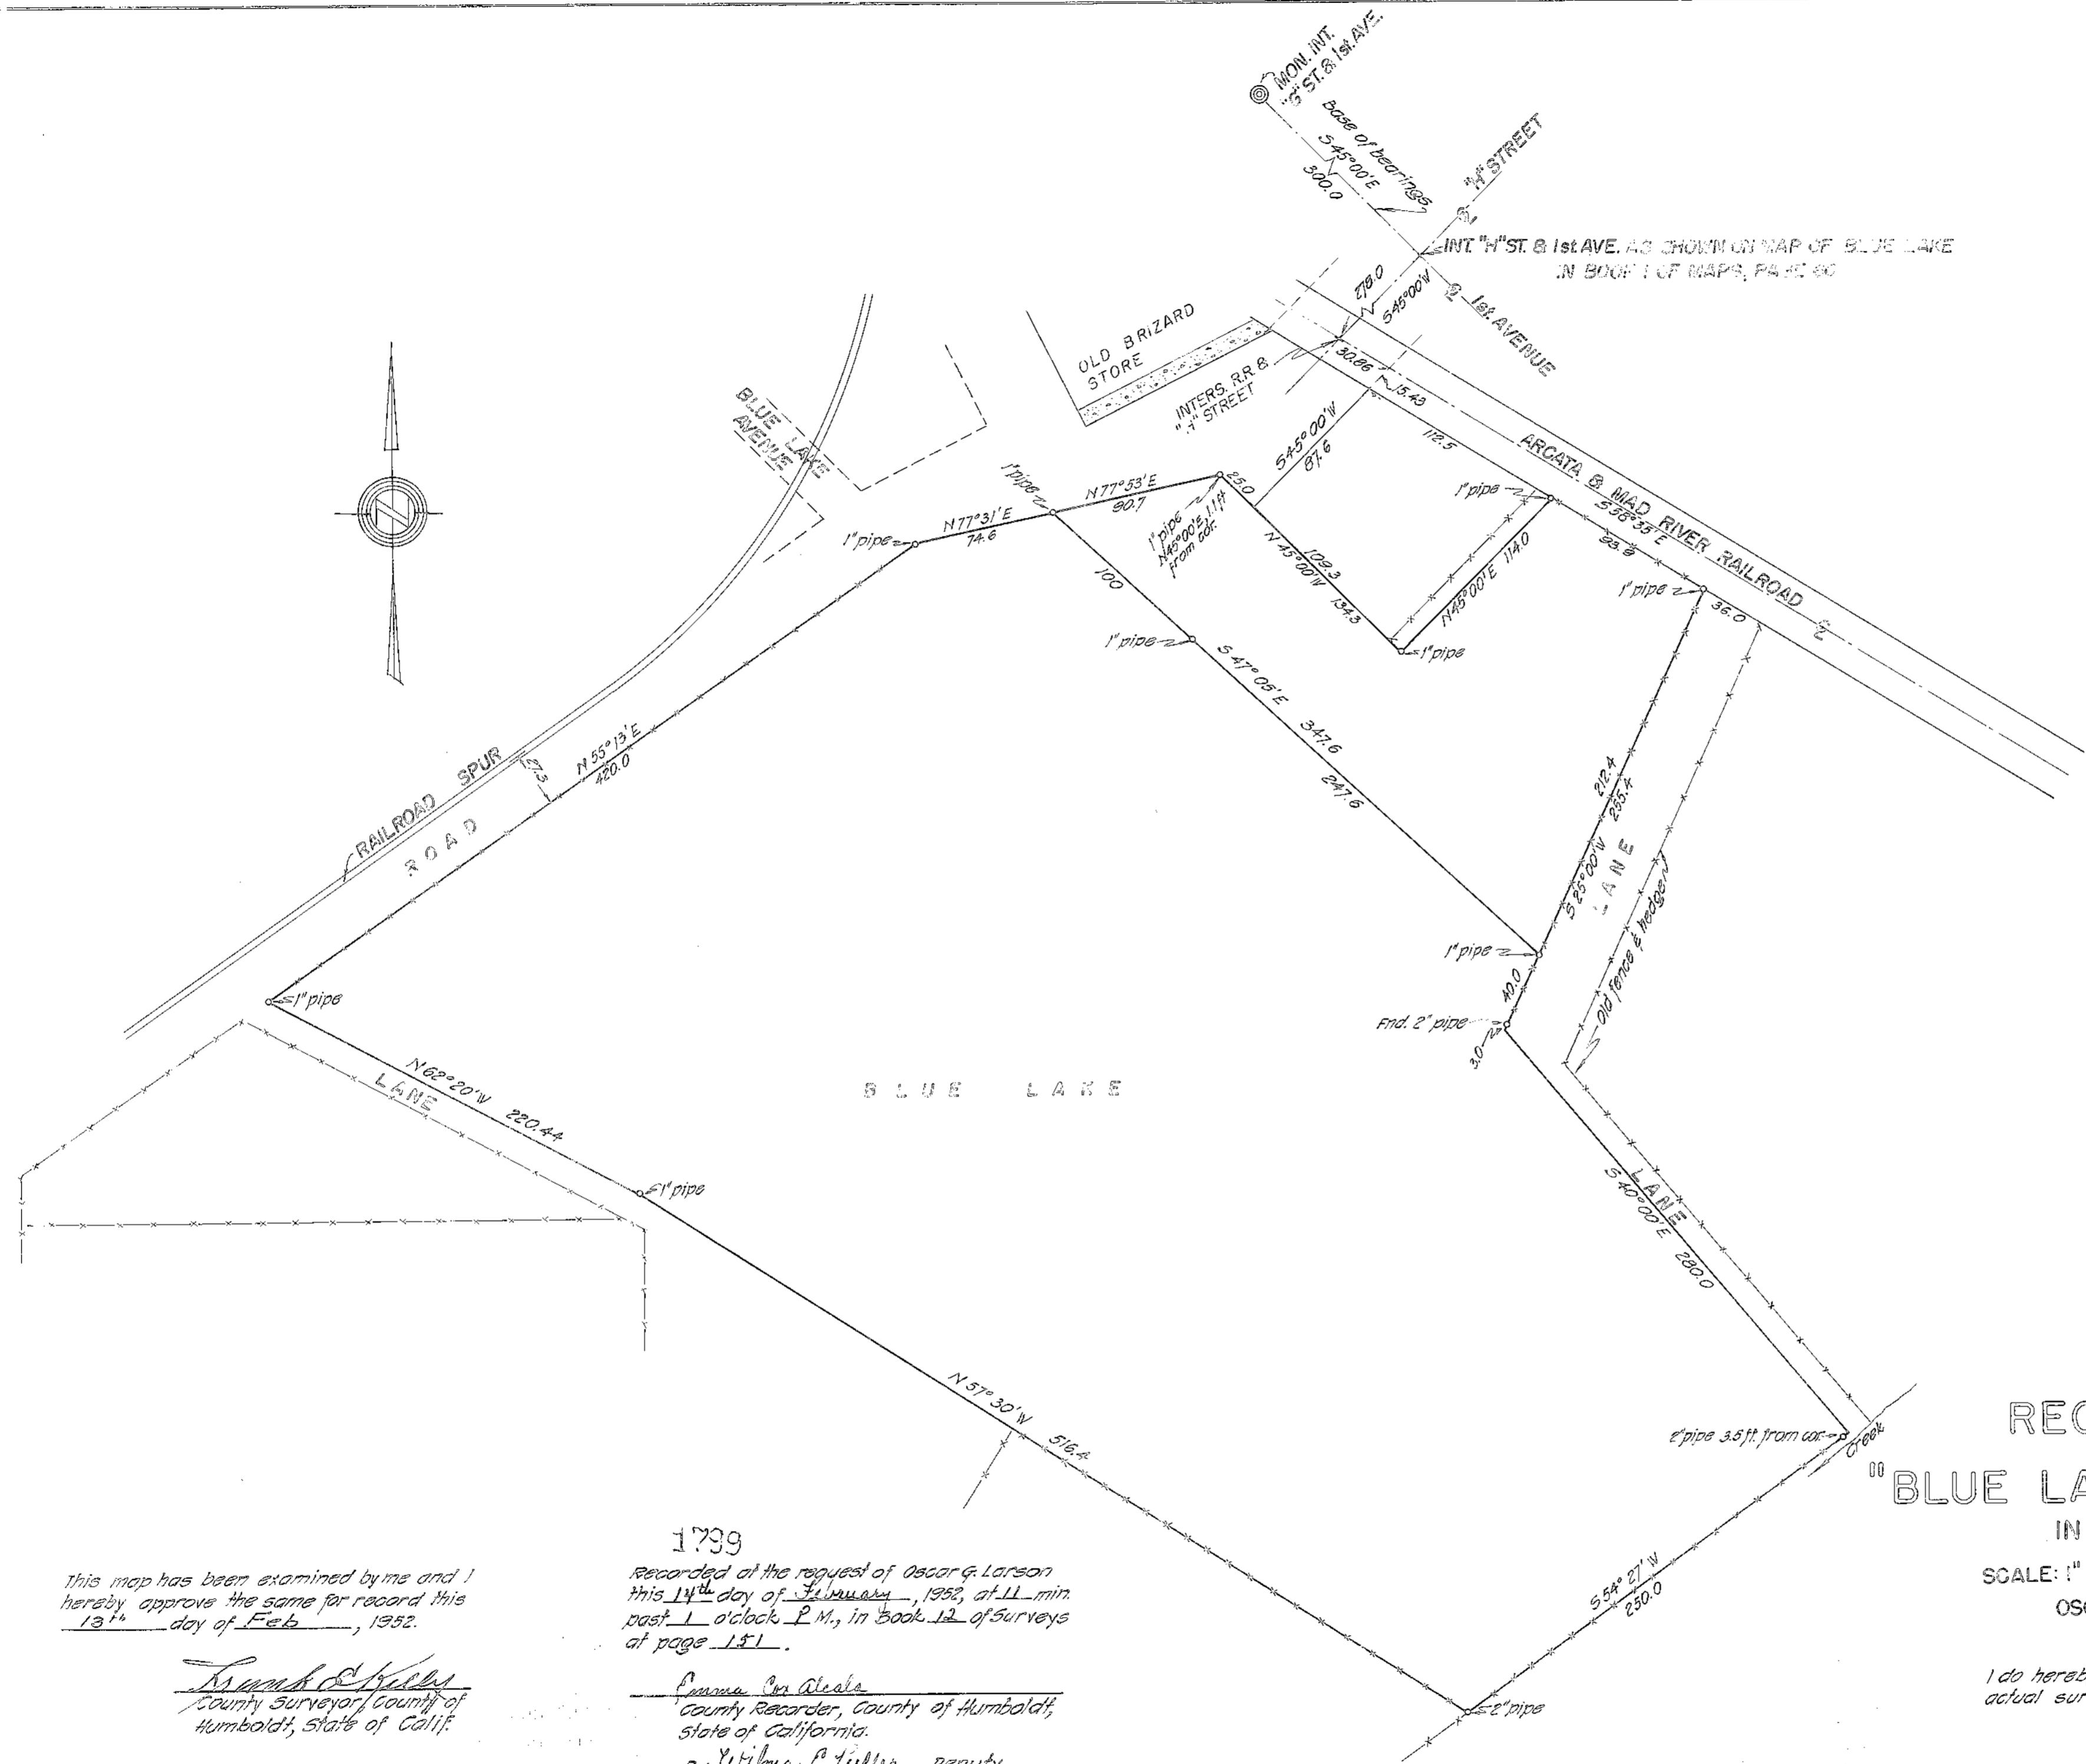 MON. INT.
"G" ST. & 1st. AVE.
Base of bearings
S 45°00' E
300.0
"H" STREET
INT. "H" ST. & 1st AVE. AS SHOWN ON MAP OF BLUE LAKE
IN BOOK 1 OF MAPS, PAGE
1st. AVENUE
278.0
S 45°00' W
OLD BRIZARD
STORE
INTERS. R.R. &
"H" STREET
30.86
15.43
BLUE LAKE
AVENUE
S 45°00' W
87.6
112.5
ARCATA & MAD RIVER RAILROAD
S 58°35' E
93.9
1" pipe
N 77°53' E
90.7
25.0
1" pipe
N 45°00' E, 1.1 ft
from cor.
1" pipe
N 77°31' E
74.6
1" pipe
109.3
N 45°00' W
134.3
N 45°00' E 114.0
1" pipe
36.0
100
1" pipe
1" pipe
S 47°05' E 347.6
247.6
N 55°13' E
420.0
27.3
RAILROAD SPUR
ROAD
212.4
S 25°00' W 255.4
LANE
old fence & hedge
1" pipe
40.0
Fnd. 2" pipe
3.0
1" pipe
N 62°20' W 220.44
LANE
BLUE LAKE
1" pipe
LANE
S 40°00' E 280.0
N 57°30' W 516.4
2" pipe 3.5 ft. from cor.
Creek
S 54°27' W
250.0
2" pipe
REC
"BLUE LA
IN
SCALE: 1"
OS
I do hereb
actual sur
This map has been examined by me and I
hereby approve the same for record this
13th day of Feb, 1952.
Frank E Kelly
County Surveyor, County of
Humboldt, State of Calif.
1799
Recorded at the request of Oscar G. Larson
this 14th day of February, 1952, at 11 min.
past 1 o'clock P M., in Book 12 of Surveys
at page 151.
Emma Cox Alcala
County Recorder, County of Humboldt,
State of California.
Deputy